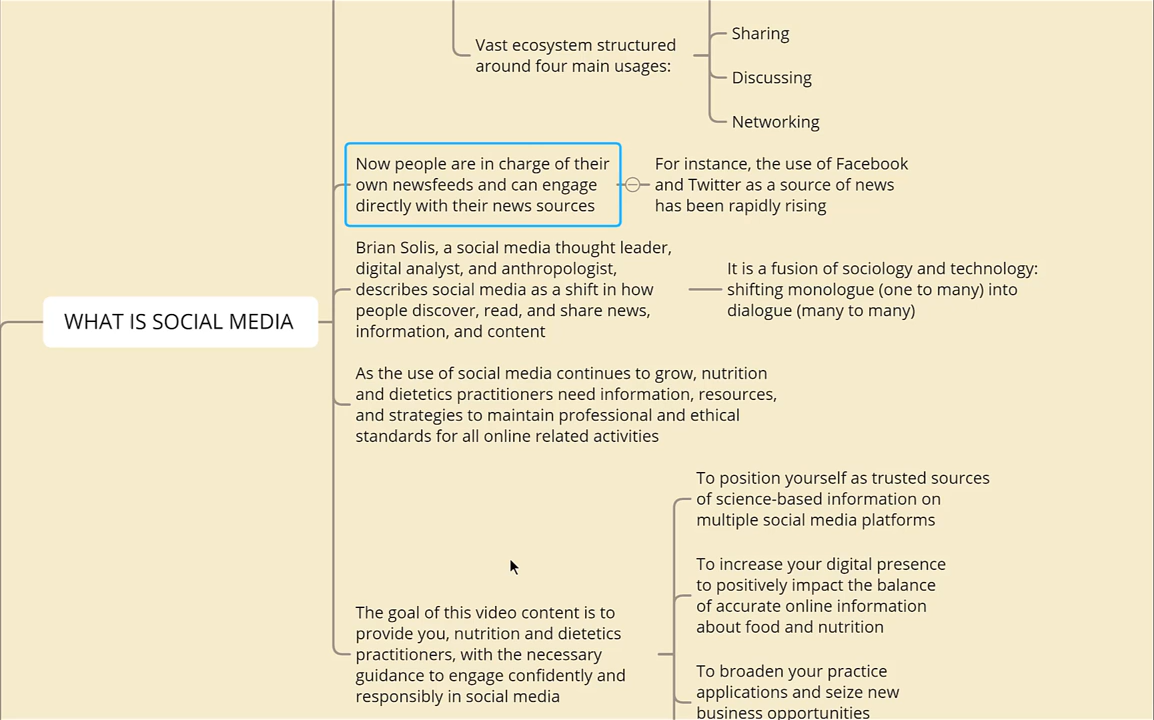 Vast ecosystem structured
around four main usages:
Sharing
Discussing
Networking
Now people are in charge of their
own newsfeeds and can engage
directly with their news sources
For instance, the use of Facebook
and Twitter as a source of news
has been rapidly rising
Brian Solis, a social media thought leader,
digital analyst, and anthropologist,
describes social media as a shift in how
people discover, read, and share news,
information, and content
It is a fusion of sociology and technology:
shifting monologue (one to many) into
dialogue (many to many)
WHAT IS SOCIAL MEDIA
As the use of social media continues to grow, nutrition
and dietetics practitioners need information, resources,
and strategies to maintain professional and ethical
standards for all online related activities
The goal of this video content is to
provide you, nutrition and dietetics
practitioners, with the necessary
guidance to engage confidently and
responsibly in social media
To position yourself as trusted sources
of science-based information on
multiple social media platforms
To increase your digital presence
to positively impact the balance
of accurate online information
about food and nutrition
To broaden your practice
applications and seize new
business opportunities